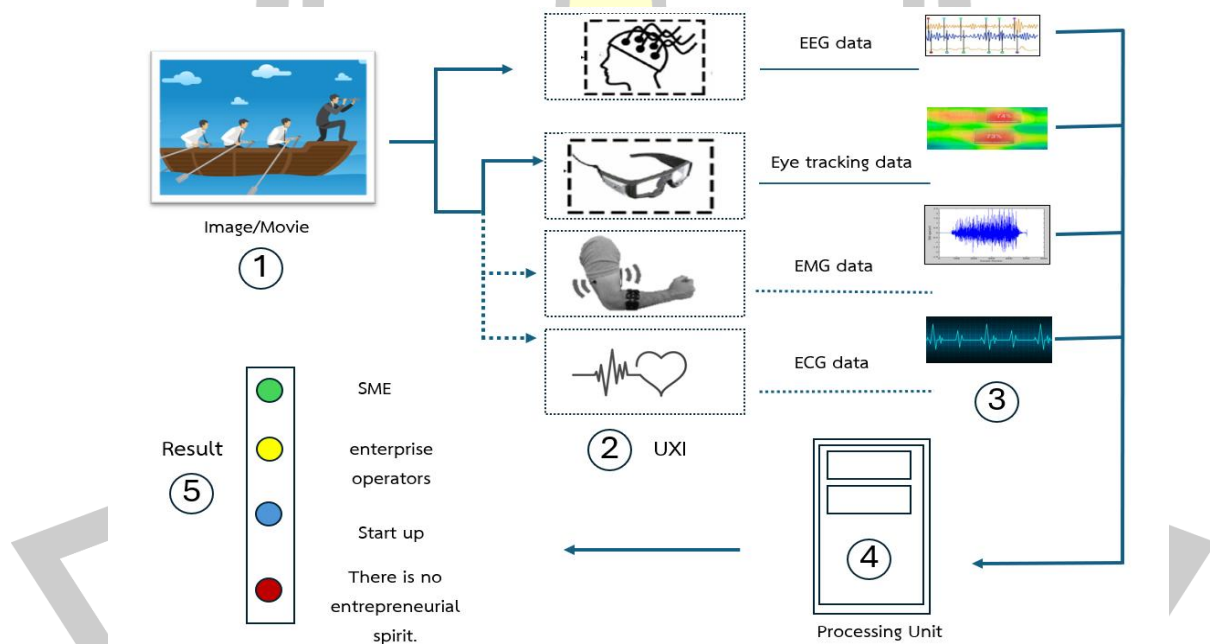 EEG data
Eye tracking data
Image/Movie
1
EMG data
ECG data
3
2 UXI
Result
5
SME
enterprise
operators
Start up
There is no
entrepreneurial
spirit.
4
Processing Unit